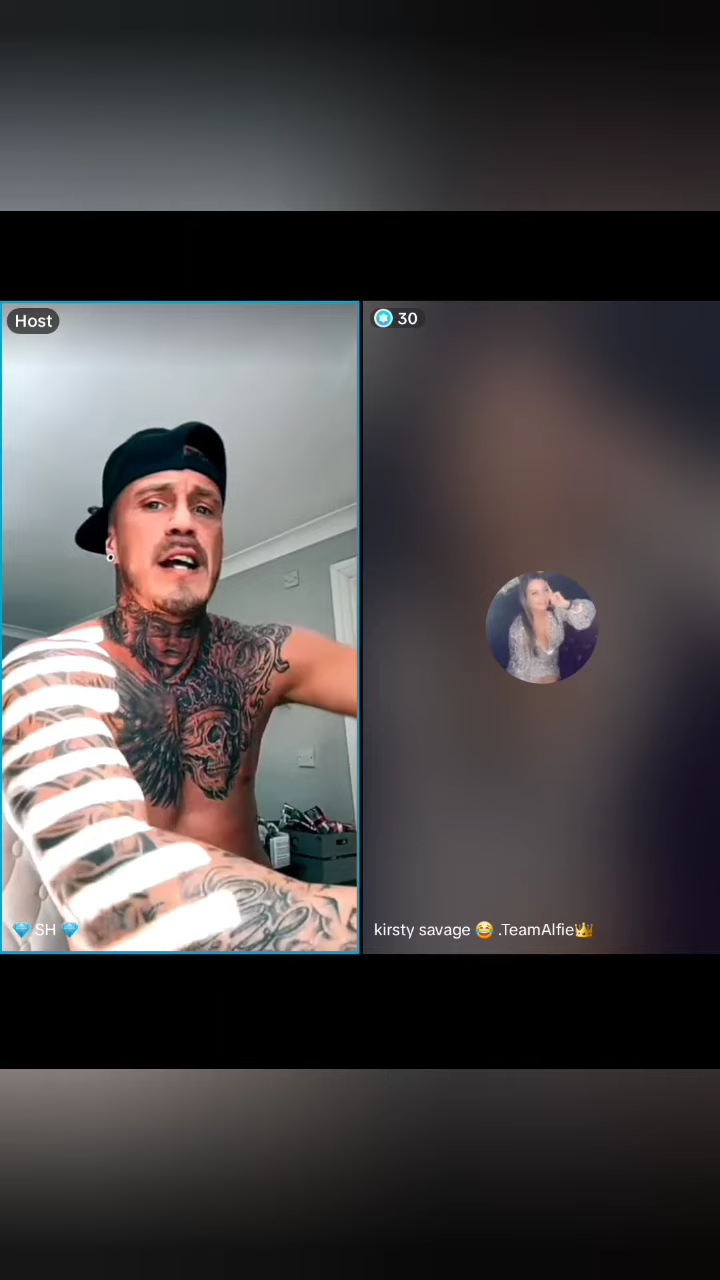 Host
30
💎 SH 💎
kirsty savage 😂 .TeamAlfie👑